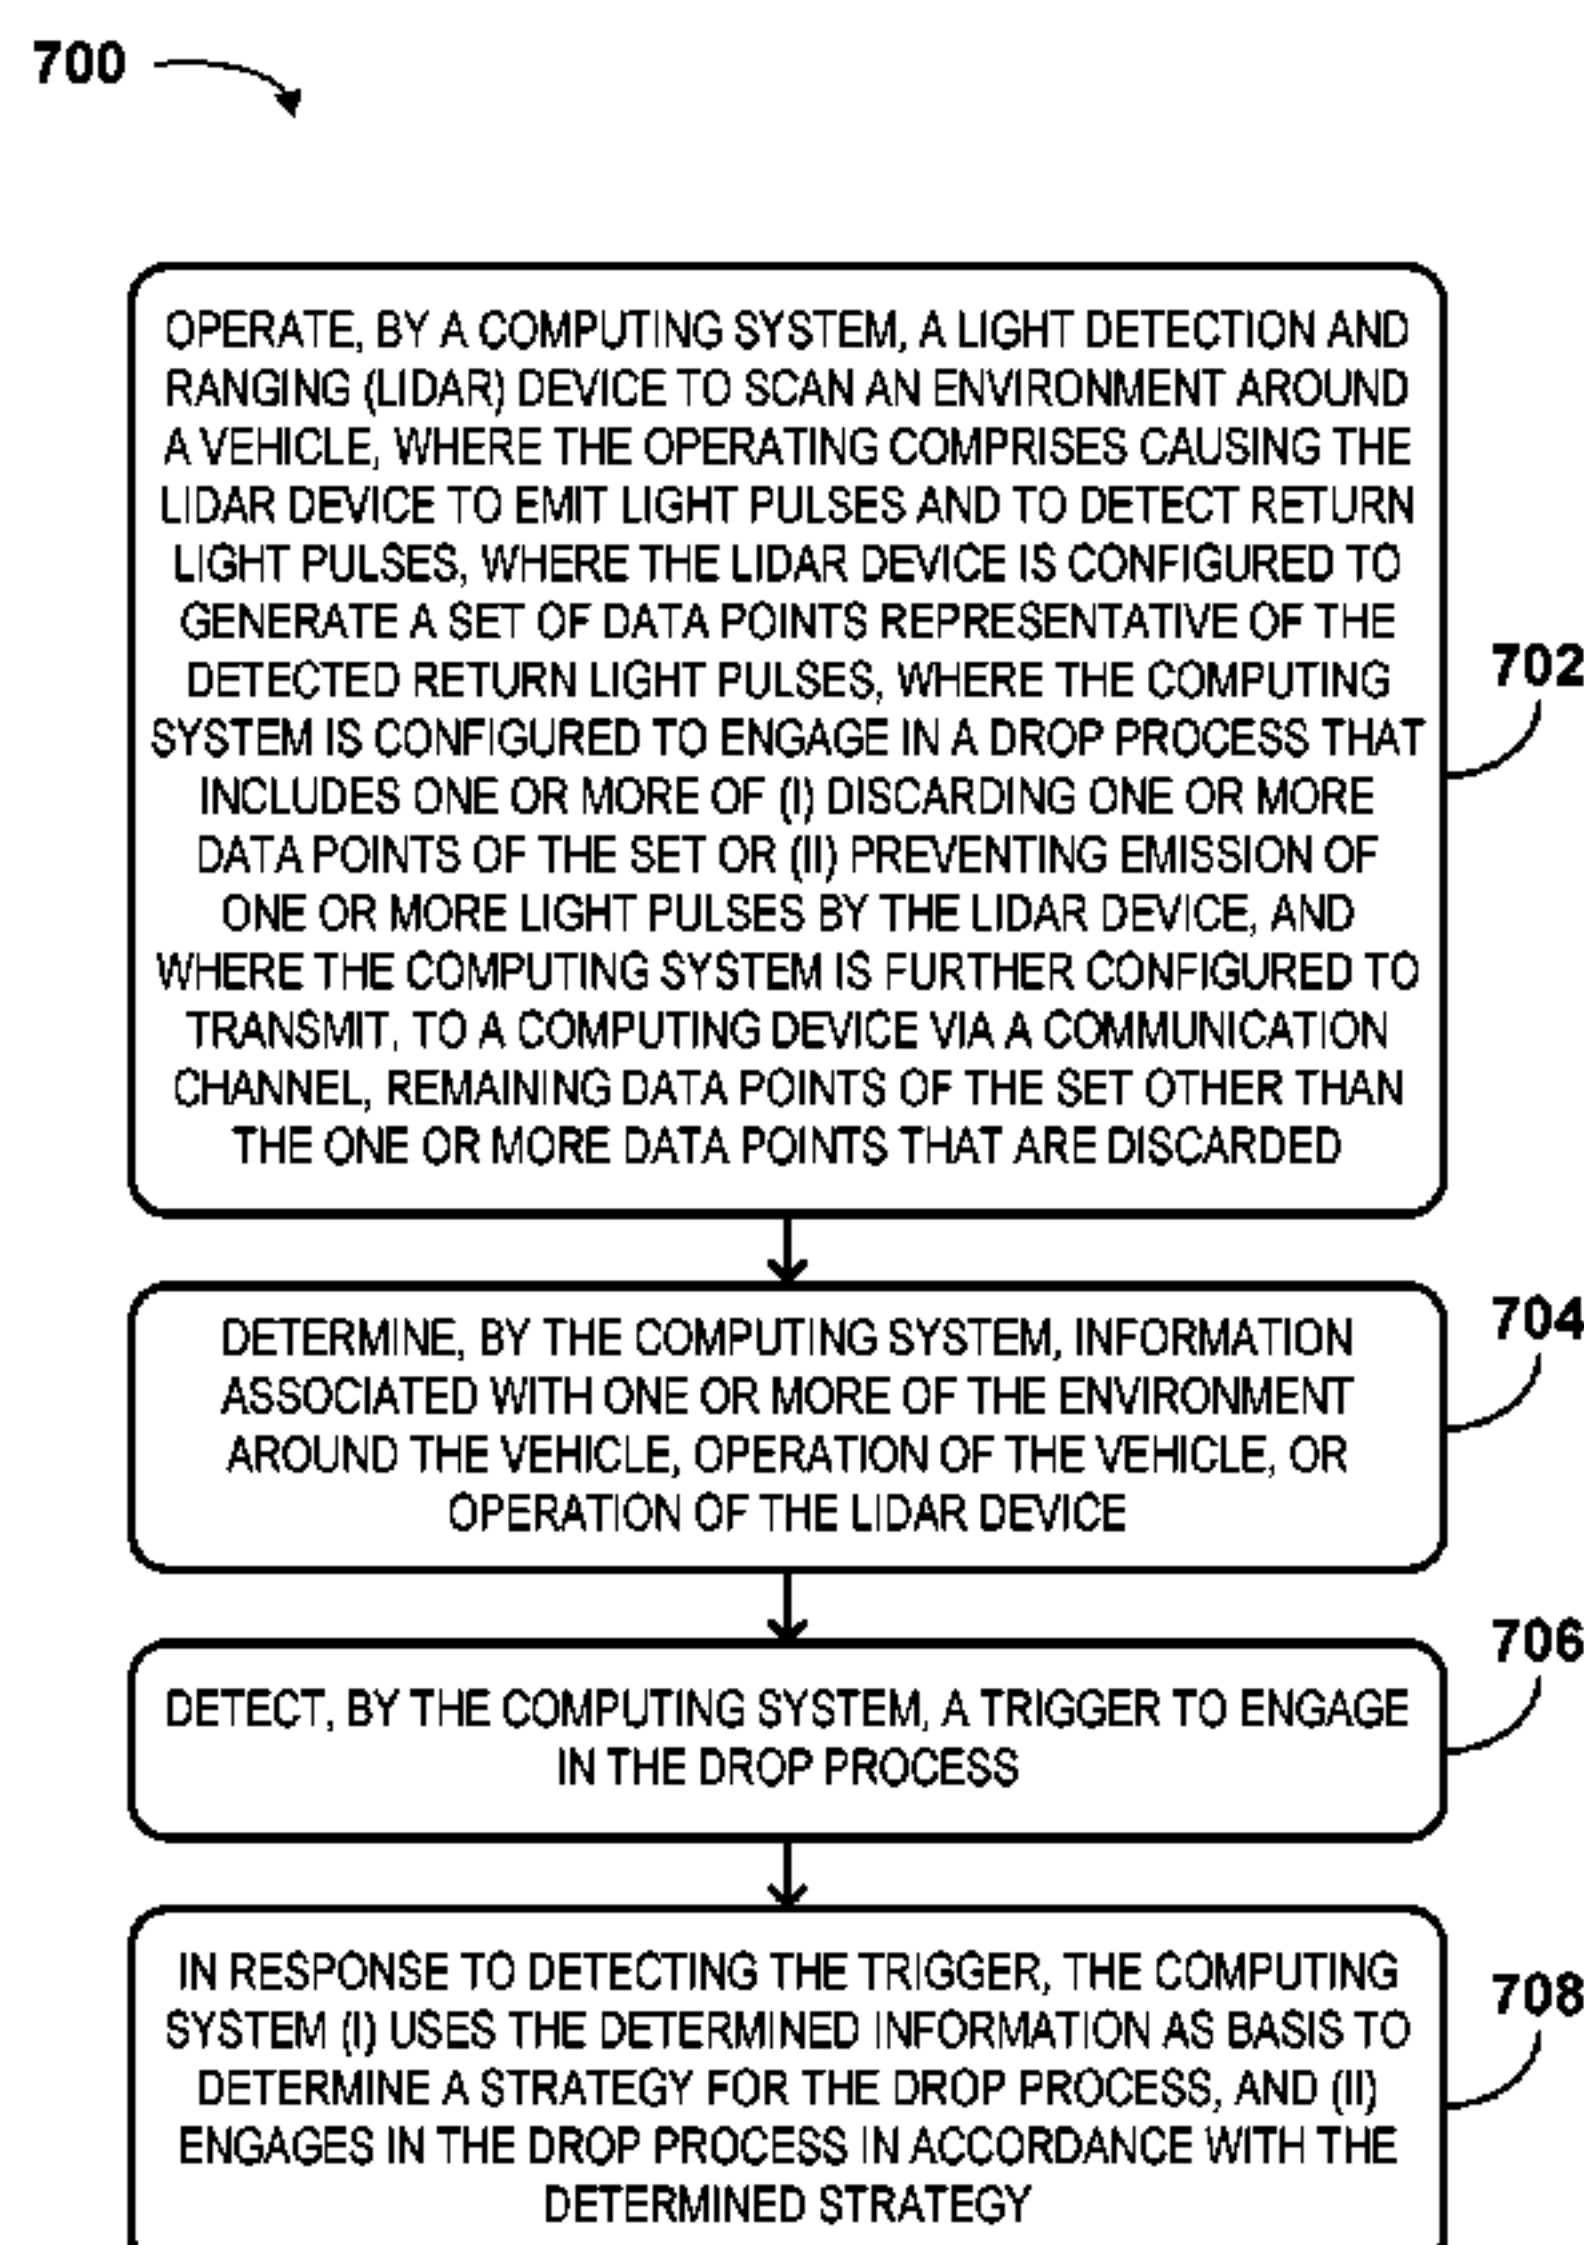 700
OPERATE, BY A COMPUTING SYSTEM, A LIGHT DETECTION AND
RANGING (LIDAR) DEVICE TO SCAN AN ENVIRONMENT AROUND
A VEHICLE, WHERE THE OPERATING COMPRISES CAUSING THE
LIDAR DEVICE TO EMIT LIGHT PULSES AND TO DETECT RETURN
LIGHT PULSES, WHERE THE LIDAR DEVICE IS CONFIGURED TO
GENERATE A SET OF DATA POINTS REPRESENTATIVE OF THE
DETECTED RETURN LIGHT PULSES, WHERE THE COMPUTING
SYSTEM IS CONFIGURED TO ENGAGE IN A DROP PROCESS THAT
INCLUDES ONE OR MORE OF (I) DISCARDING ONE OR MORE
DATA POINTS OF THE SET OR (II) PREVENTING EMISSION OF
ONE OR MORE LIGHT PULSES BY THE LIDAR DEVICE, AND
WHERE THE COMPUTING SYSTEM IS FURTHER CONFIGURED TO
TRANSMIT, TO A COMPUTING DEVICE VIA A COMMUNICATION
CHANNEL, REMAINING DATA POINTS OF THE SET OTHER THAN
THE ONE OR MORE DATA POINTS THAT ARE DISCARDED
702
DETERMINE, BY THE COMPUTING SYSTEM, INFORMATION
ASSOCIATED WITH ONE OR MORE OF THE ENVIRONMENT
AROUND THE VEHICLE, OPERATION OF THE VEHICLE, OR
OPERATION OF THE LIDAR DEVICE
704
DETECT, BY THE COMPUTING SYSTEM, A TRIGGER TO ENGAGE
IN THE DROP PROCESS
706
IN RESPONSE TO DETECTING THE TRIGGER, THE COMPUTING
SYSTEM (I) USES THE DETERMINED INFORMATION AS BASIS TO
DETERMINE A STRATEGY FOR THE DROP PROCESS, AND (II)
ENGAGES IN THE DROP PROCESS IN ACCORDANCE WITH THE
DETERMINED STRATEGY
708